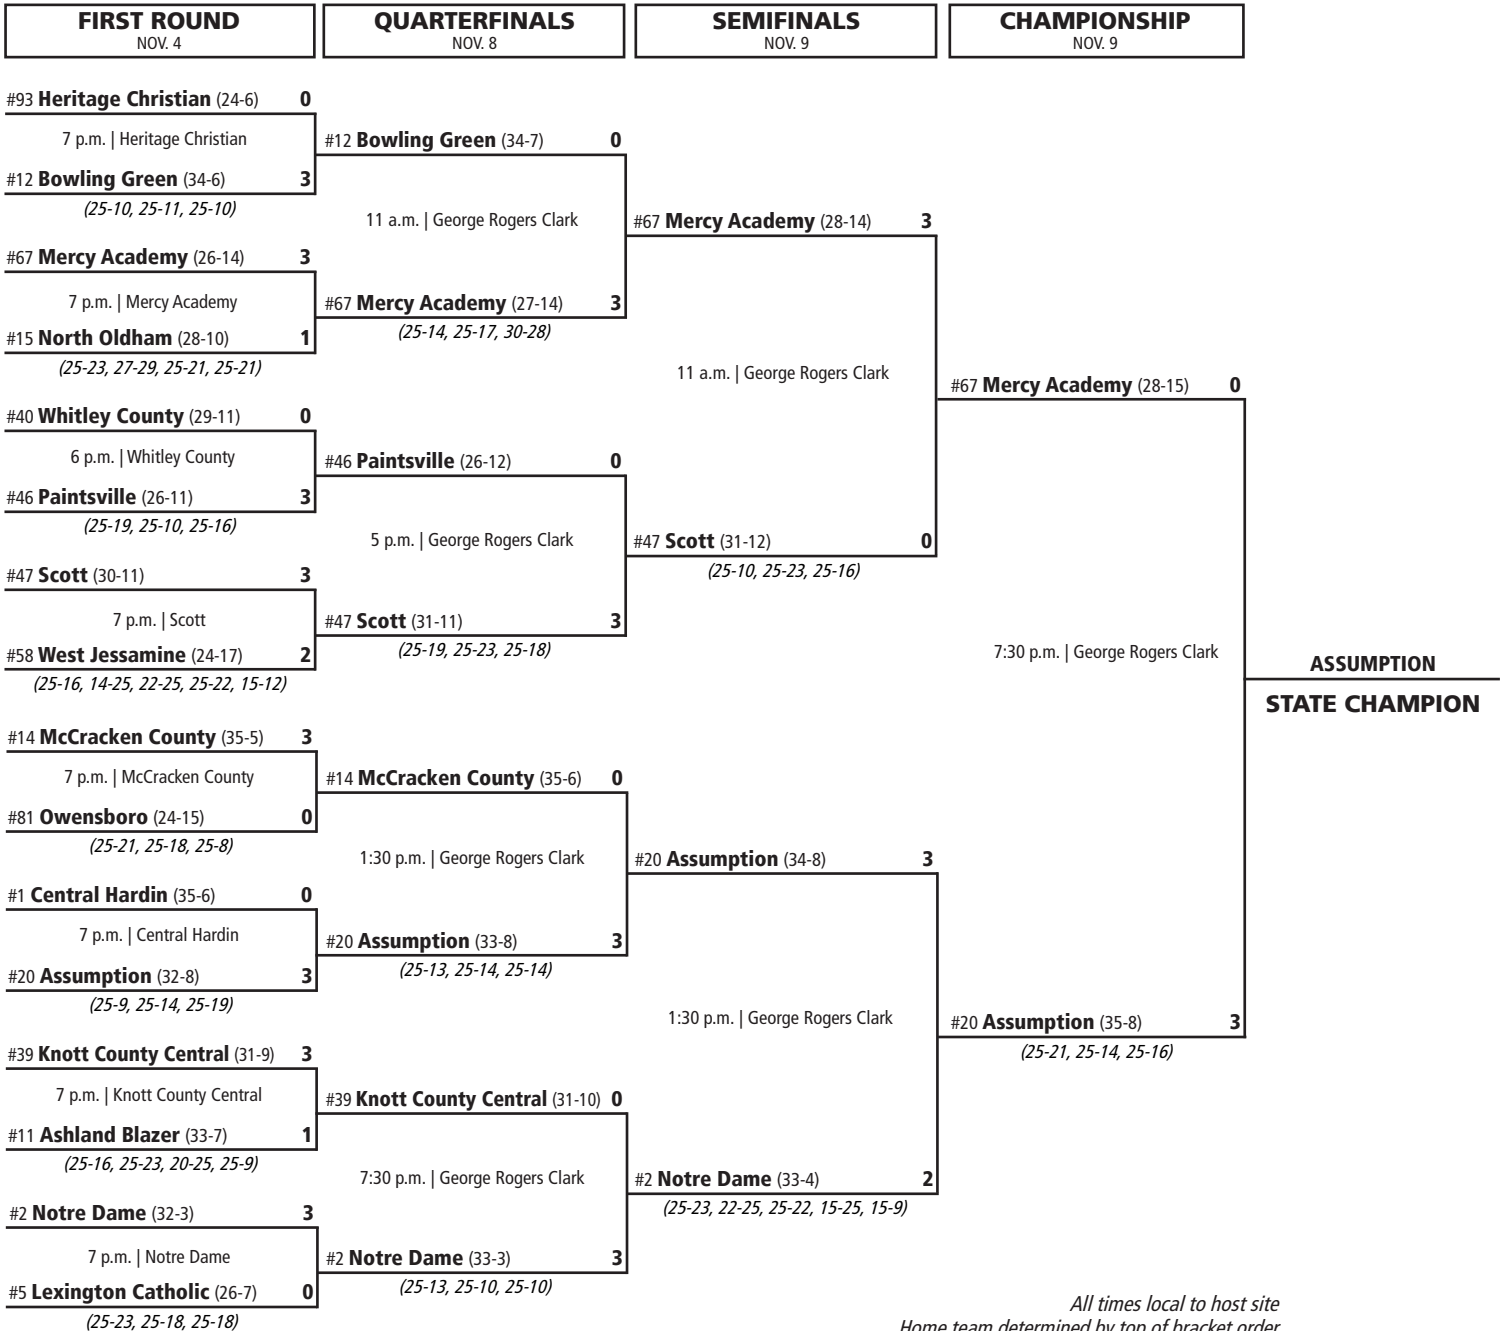 FIRST ROUND
NOV. 4
QUARTERFINALS
NOV. 8
SEMIFINALS
NOV. 9
CHAMPIONSHIP
NOV. 9
#93 Heritage Christian (24-6) 0
7 p.m. | Heritage Christian
#12 Bowling Green (34-6) 3
(25-10, 25-11, 25-10)
#67 Mercy Academy (26-14) 3
7 p.m. | Mercy Academy
#15 North Oldham (28-10) 1
(25-23, 27-29, 25-21, 25-21)
#40 Whitley County (29-11) 0
6 p.m. | Whitley County
#46 Paintsville (26-11) 3
(25-19, 25-10, 25-16)
#47 Scott (30-11) 3
7 p.m. | Scott
#58 West Jessamine (24-17) 2
(25-16, 14-25, 22-25, 25-22, 15-12)
#14 McCracken County (35-5) 3
7 p.m. | McCracken County
#81 Owensboro (24-15) 0
(25-21, 25-18, 25-8)
#1 Central Hardin (35-6) 0
7 p.m. | Central Hardin
#20 Assumption (32-8) 3
(25-9, 25-14, 25-19)
#39 Knott County Central (31-9) 3
7 p.m. | Knott County Central
#11 Ashland Blazer (33-7) 1
(25-16, 25-23, 20-25, 25-9)
#2 Notre Dame (32-3) 3
7 p.m. | Notre Dame
#5 Lexington Catholic (26-7) 0
(25-23, 25-18, 25-18)
#12 Bowling Green (34-7) 0
11 a.m. | George Rogers Clark
#67 Mercy Academy (27-14) 3
(25-14, 25-17, 30-28)
#46 Paintsville (26-12) 0
5 p.m. | George Rogers Clark
#47 Scott (31-11) 3
(25-19, 25-23, 25-18)
#14 McCracken County (35-6) 0
1:30 p.m. | George Rogers Clark
#20 Assumption (33-8) 3
(25-13, 25-14, 25-14)
#39 Knott County Central (31-10) 0
7:30 p.m. | George Rogers Clark
#2 Notre Dame (33-3) 3
(25-13, 25-10, 25-10)
#67 Mercy Academy (28-14) 3
11 a.m. | George Rogers Clark
#47 Scott (31-12) 0
(25-10, 25-23, 25-16)
#20 Assumption (34-8) 3
1:30 p.m. | George Rogers Clark
#2 Notre Dame (33-4) 2
(25-23, 22-25, 25-22, 15-25, 15-9)
#67 Mercy Academy (28-15) 0
7:30 p.m. | George Rogers Clark
#20 Assumption (35-8) 3
(25-21, 25-14, 25-16)
ASSUMPTION
STATE CHAMPION
All times local to host site
Home team determined by top of bracket order